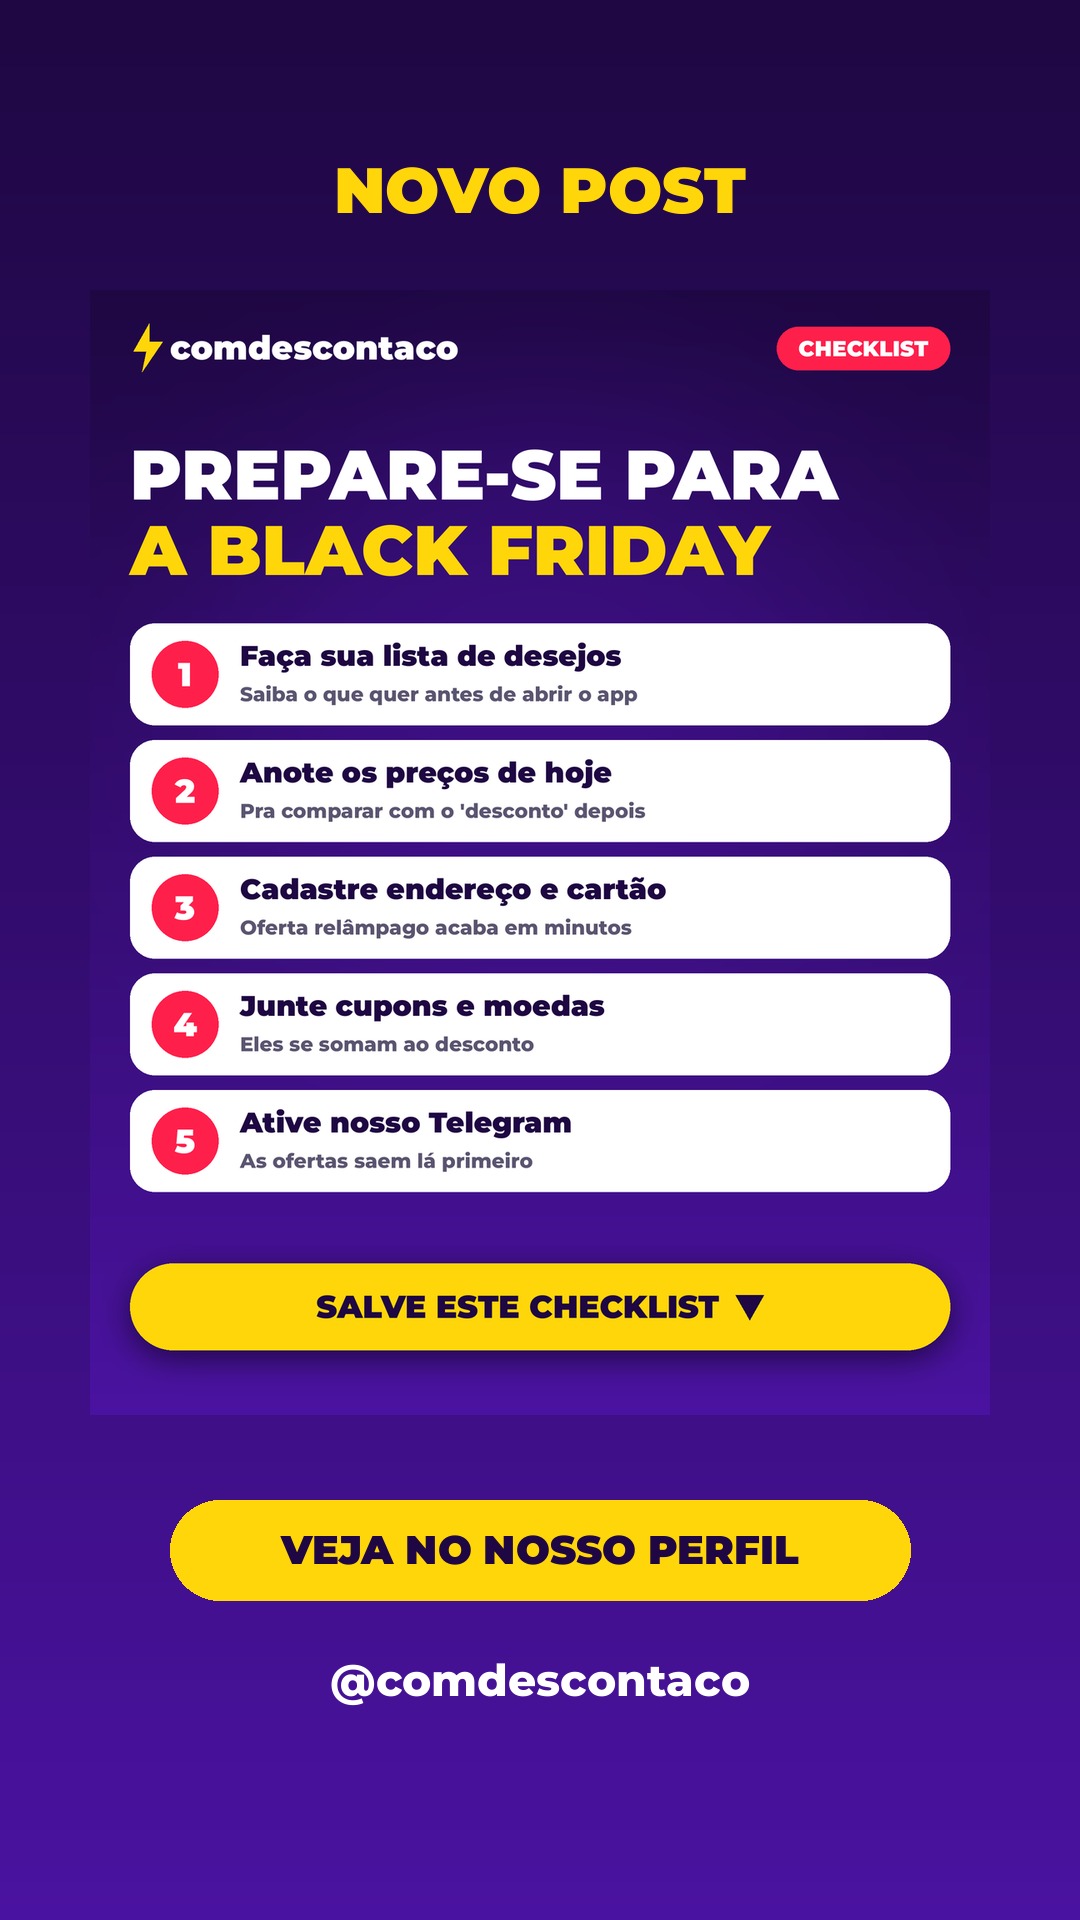 NOVO POST
comdescontaco
CHECKLIST
PREPARE-SE PARA
A BLACK FRIDAY
1
Faça sua lista de desejos
Saiba o que quer antes de abrir o app
2
Anote os preços de hoje
Pra comparar com o 'desconto' depois
3
Cadastre endereço e cartão
Oferta relâmpago acaba em minutos
4
Junte cupons e moedas
Eles se somam ao desconto
5
Ative nosso Telegram
As ofertas saem lá primeiro
SALVE ESTE CHECKLIST ▼
VEJA NO NOSSO PERFIL
@comdescontaco